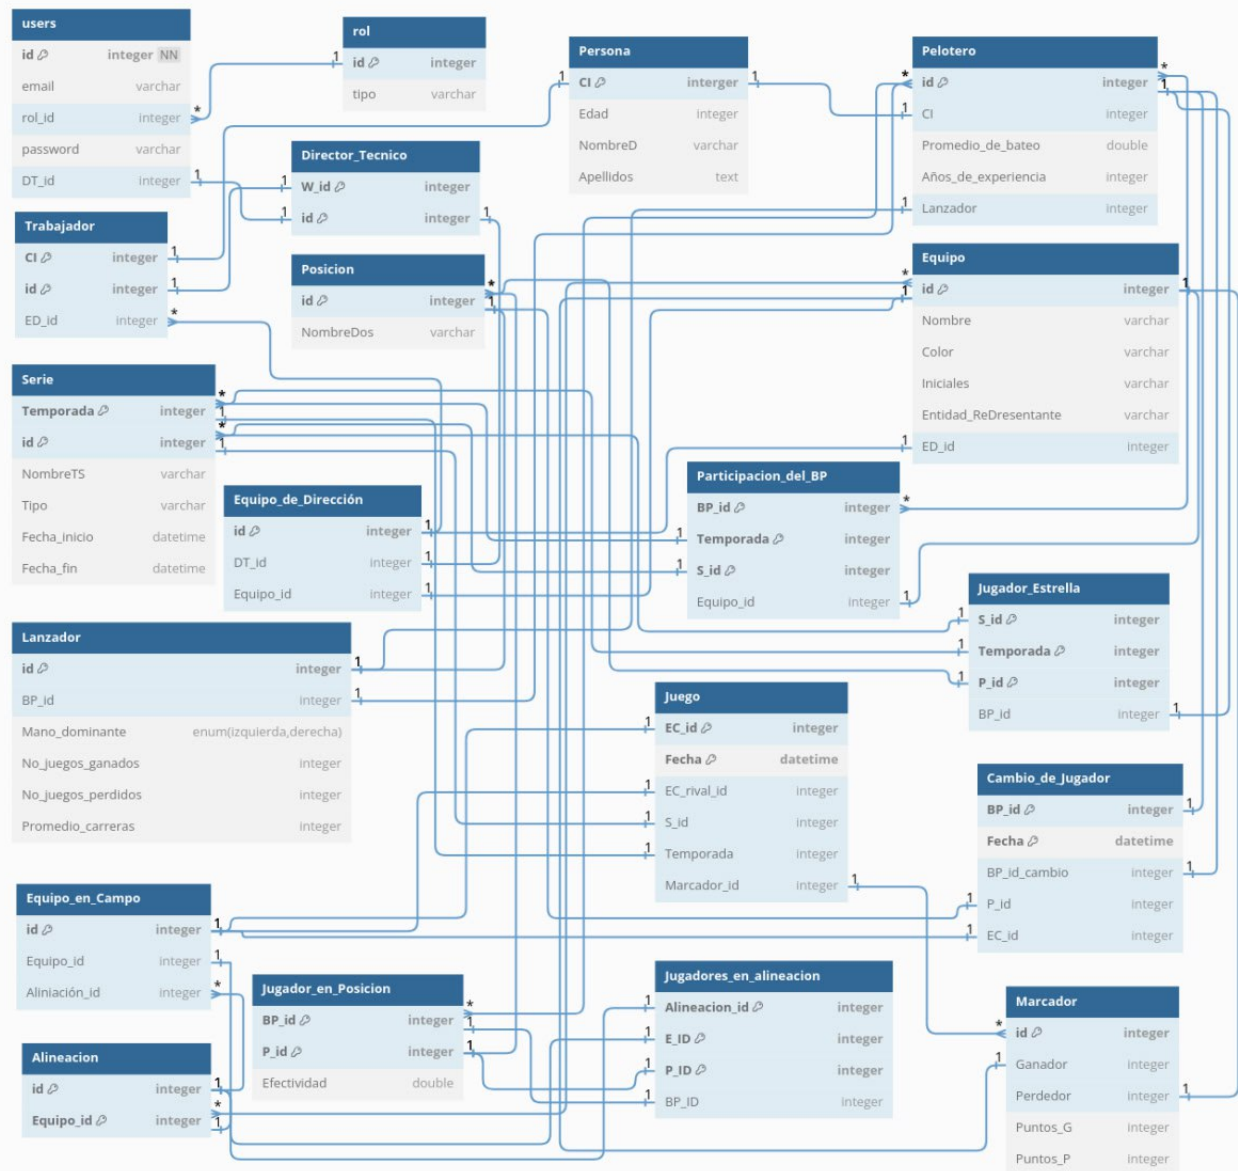 users
id integer NN
email varchar
rol_id integer
password varchar
DT_id integer
rol
id integer
tipo varchar
Persona
CI interger
Edad integer
NombreD varchar
Apellidos text
Pelotero
id integer
CI integer
Promedio_de_bateo double
Años_de_experiencia integer
Lanzador integer
Director_Tecnico
W_id integer
id integer
Trabajador
CI integer
id integer
ED_id integer
Posicion
id integer
NombreDos varchar
Equipo
id integer
Nombre varchar
Color varchar
Iniciales varchar
Entidad_ReDresentante varchar
ED_id integer
Serie
Temporada integer
id integer
NombreTS varchar
Tipo varchar
Fecha_inicio datetime
Fecha_fin datetime
Equipo_de_Dirección
id integer
DT_id integer
Equipo_id integer
Participacion_del_BP
BP_id integer
Temporada integer
S_id integer
Equipo_id integer
Jugador_Estrella
S_id integer
Temporada integer
P_id integer
BP_id integer
Lanzador
id integer
BP_id integer
Mano_dominante enum(izquierda,derecha)
No_juegos_ganados integer
No_juegos_perdidos integer
Promedio_carreras integer
Juego
EC_id integer
Fecha datetime
EC_rival_id integer
S_id integer
Temporada integer
Marcador_id integer
Cambio_de_Jugador
BP_id integer
Fecha datetime
BP_id_cambio integer
P_id integer
EC_id integer
Equipo_en_Campo
id integer
Equipo_id integer
Aliniación_id integer
Jugador_en_Posicion
BP_id integer
P_id integer
Efectividad double
Jugadores_en_alineacion
Alineacion_id integer
E_ID integer
P_ID integer
BP_ID integer
Marcador
id integer
Ganador integer
Perdedor integer
Puntos_G integer
Puntos_P integer
Alineacion
id integer
Equipo_id integer